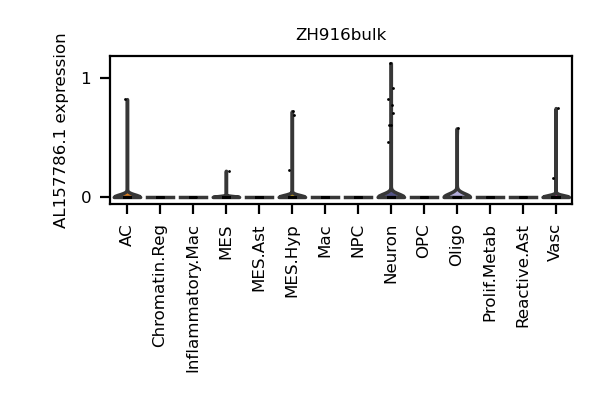 ZH916bulk
AL157786.1 expression
1
0
AC
Chromatin.Reg
Inflammatory.Mac
MES
MES.Ast
MES.Hyp
Mac
NPC
Neuron
OPC
Oligo
Prolif.Metab
Reactive.Ast
Vasc